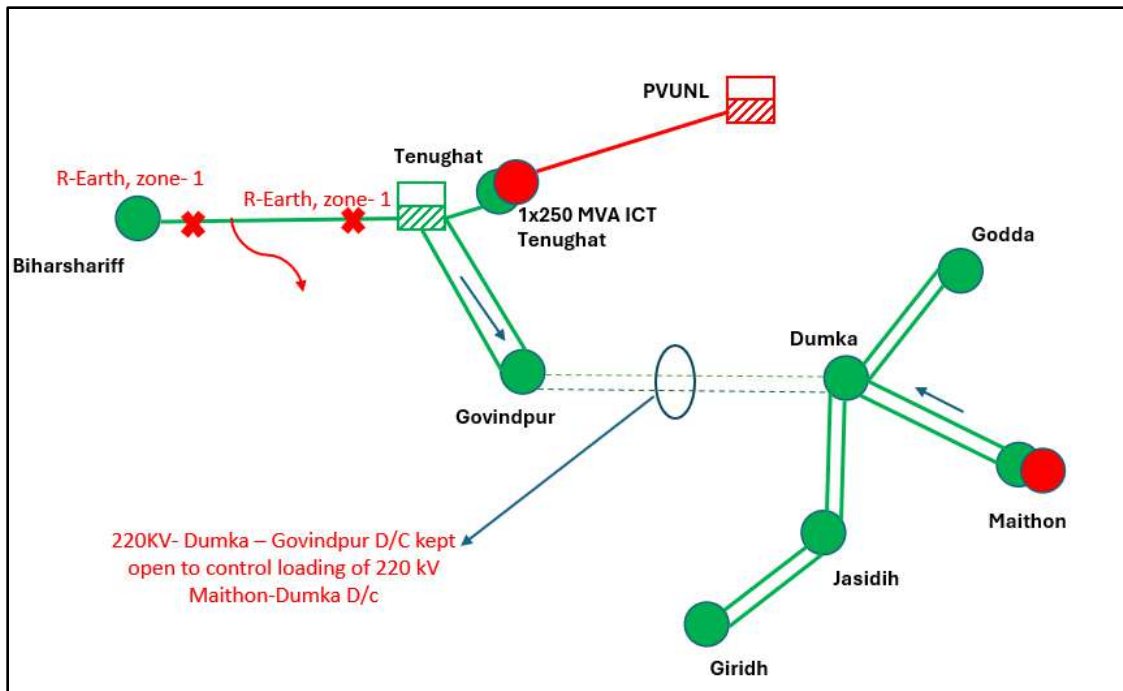 PVUNL
Tenughat
R-Earth, zone- 1
R-Earth, zone- 1
1x250 MVA ICT
Tenughat
Biharshariff
Godda
Dumka
Govindpur
Maithon
220KV- Dumka – Govindpur D/C kept
open to control loading of 220 kV
Maithon-Dumka D/c
Jasidih
Giridh